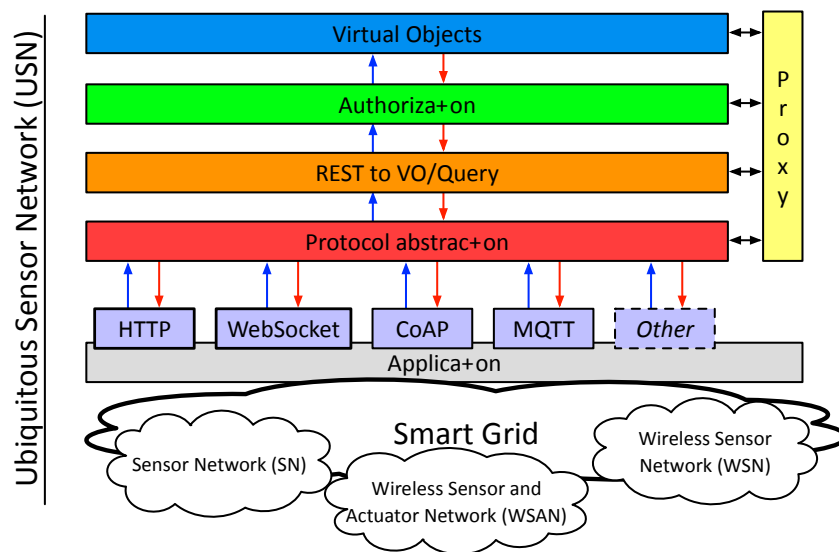 Ubiquitous Sensor Network (USN)
Virtual Objects
Authoriza+on
REST to VO/Query
Protocol abstrac+on
Proxy
HTTP
WebSocket
CoAP
MQTT
Other
Applica+on
Smart Grid
Sensor Network (SN)
Wireless Sensor and
Actuator Network (WSAN)
Wireless Sensor
Network (WSN)